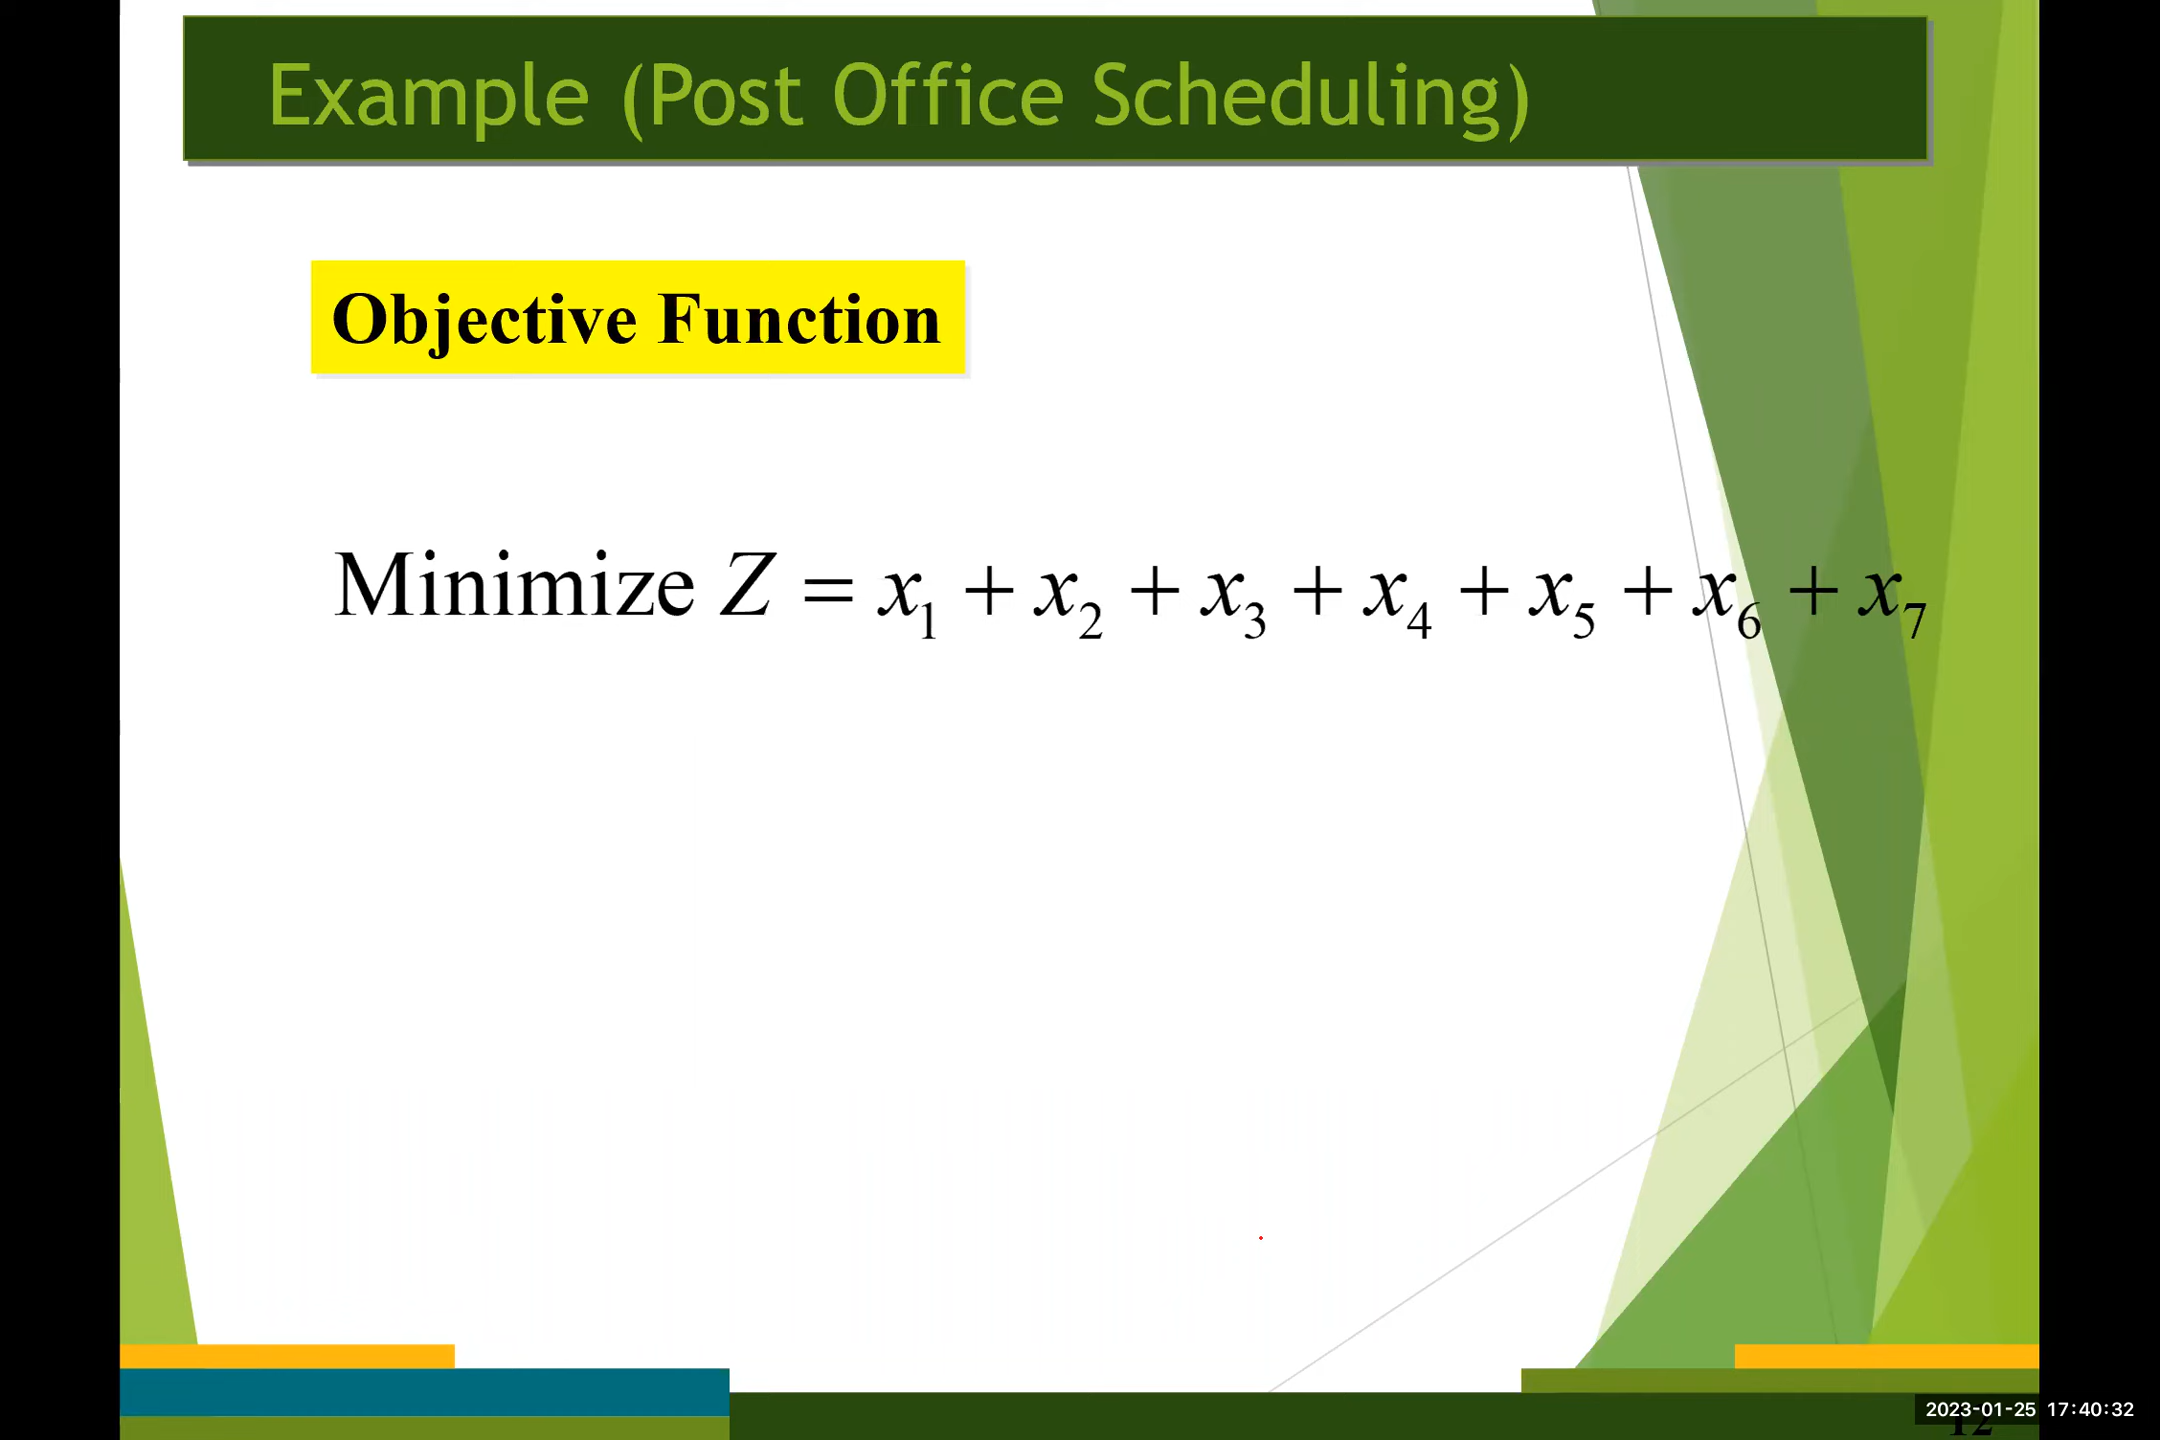 Example (Post Office Scheduling)
Objective Function
Minimize Z = x₁ + x₂ + x₃ + x₄ + x₅ + x₆ + x₇
2023-01-25 17:40:32
12